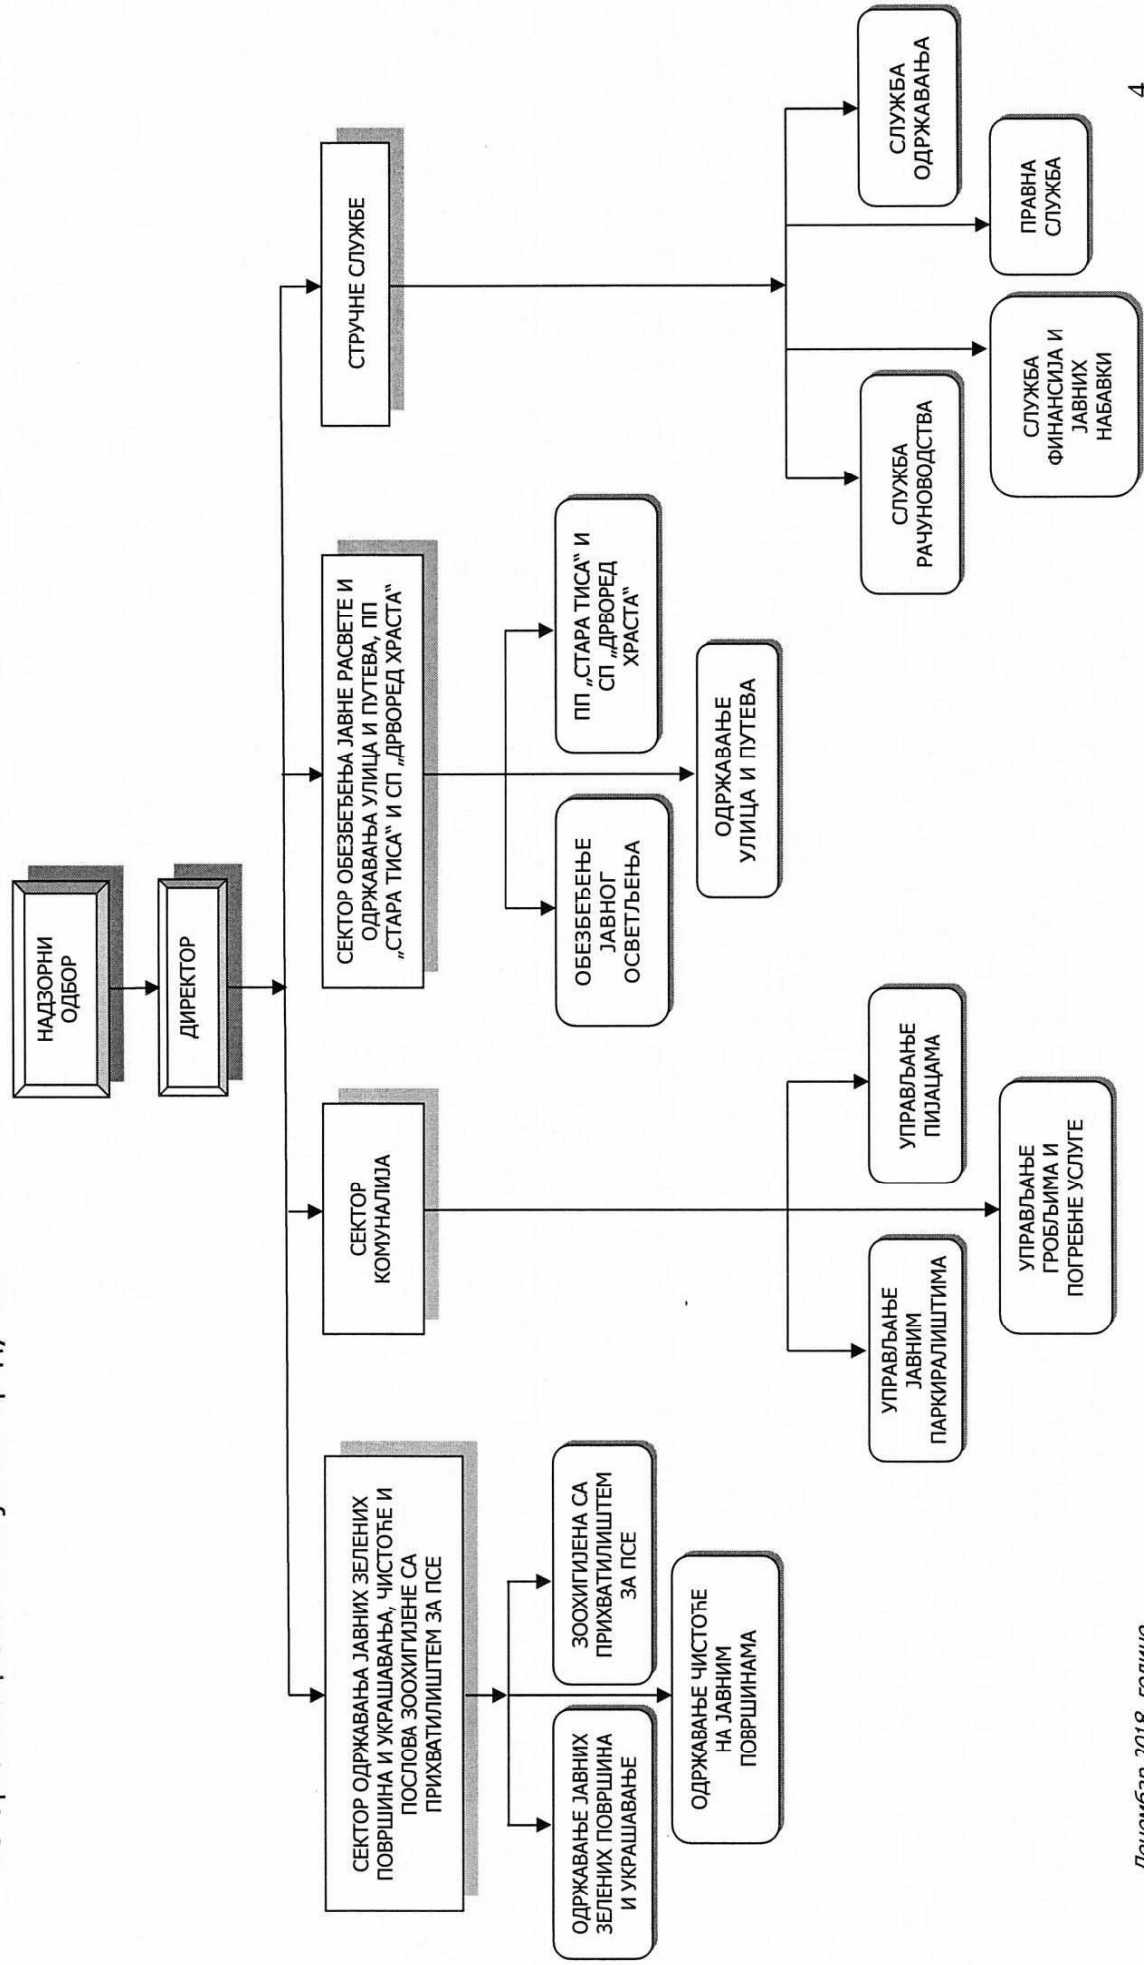 НАДЗОРНИ
ОДБОР
ДИРЕКТОР
СЕКТОР ОДРЖАВАЊА ЈАВНИХ ЗЕЛЕНИХ
ПОВРШИНА И УКРАШАВАЊА, ЧИСТОЋЕ И
ПОСЛОВА ЗООХИГИЈЕНЕ СА
ПРИХВАТИЛИШТЕМ ЗА ПСЕ
СЕКТОР
КОМУНАЛИЈА
СЕКТОР ОБЕЗБЕЂЕЊА ЈАВНЕ РАСВЕТЕ И
ОДРЖАВАЊА УЛИЦА И ПУТЕВА, ПП
„СТАРА ТИСА“ И СП „ДРВОРЕД ХРАСТА“
СТРУЧНЕ СЛУЖБЕ
ОДРЖАВАЊЕ ЈАВНИХ
ЗЕЛЕНИХ ПОВРШИНА
И УКРАШАВАЊЕ
ЗООХИГИЈЕНА СА
ПРИХВАТИЛИШТЕМ
ЗА ПСЕ
ОДРЖАВАЊЕ ЧИСТОЋЕ
НА ЈАВНИМ
ПОВРШИНАМА
УПРАВЉАЊЕ
ЈАВНИМ
ПАРКИРАЛИШТИМА
УПРАВЉАЊЕ
ПИЈАЦАМА
УПРАВЉАЊЕ
ГРОБЉИМА И
ПОГРЕБНЕ УСЛУГЕ
ОБЕЗБЕЂЕЊЕ
ЈАВНОГ
ОСВЕТЉЕЊА
ПП „СТАРА ТИСА“ И
СП „ДРВОРЕД
ХРАСТА“
ОДРЖАВАЊЕ
УЛИЦА И ПУТЕВА
СЛУЖБА
РАЧУНОВОДСТВА
СЛУЖБА
ОДРЖАВАЊА
СЛУЖБА
ФИНАНСИЈА И
ЈАВНИХ
НАБАВКИ
ПРАВНА
СЛУЖБА
4